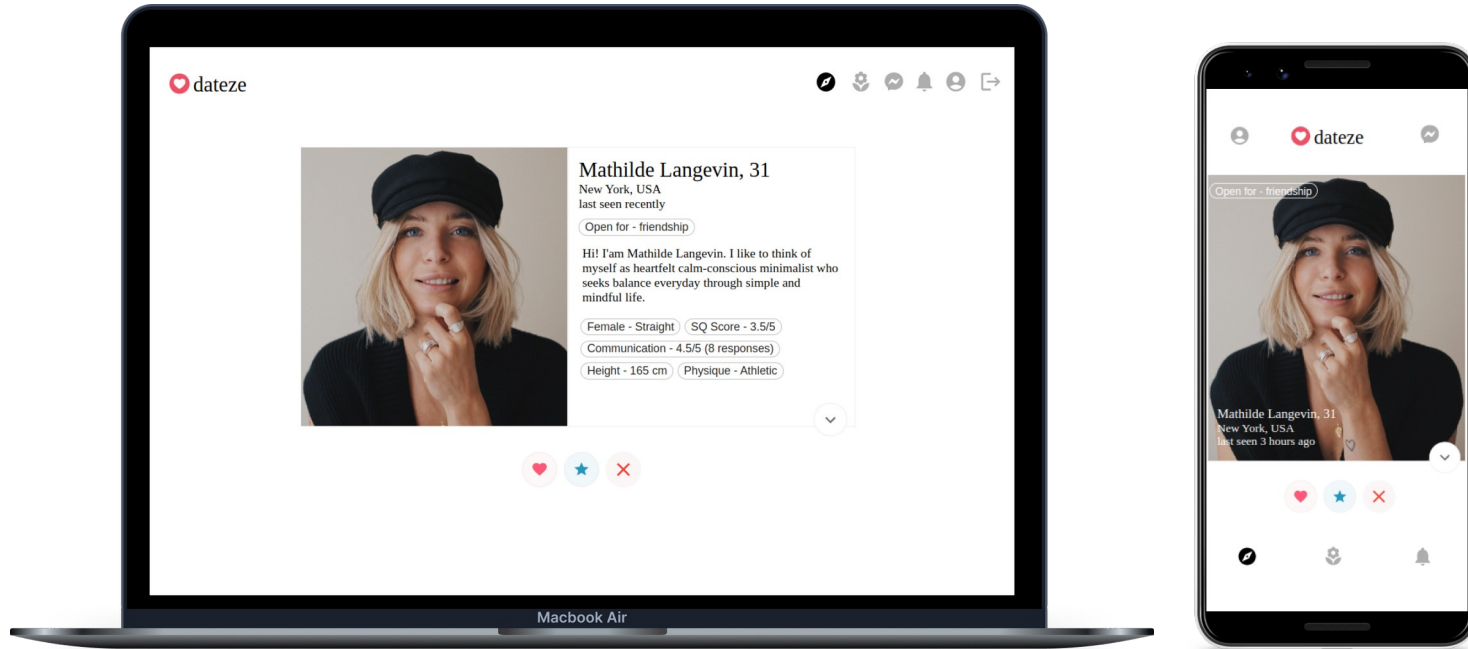 dateze
Mathilde Langevin, 31
New York, USA
last seen recently
Open for - friendship
Hi! I'am Mathilde Langevin. I like to think of
myself as heartfelt calm-conscious minimalist who
seeks balance everyday through simple and
mindful life.
Female - Straight SQ Score - 3.5/5
Communication - 4.5/5 (8 responses)
Height - 165 cm Physique - Athletic
Macbook Air
dateze
Open for - friendship
Mathilde Langevin, 31
New York, USA
last seen 3 hours ago